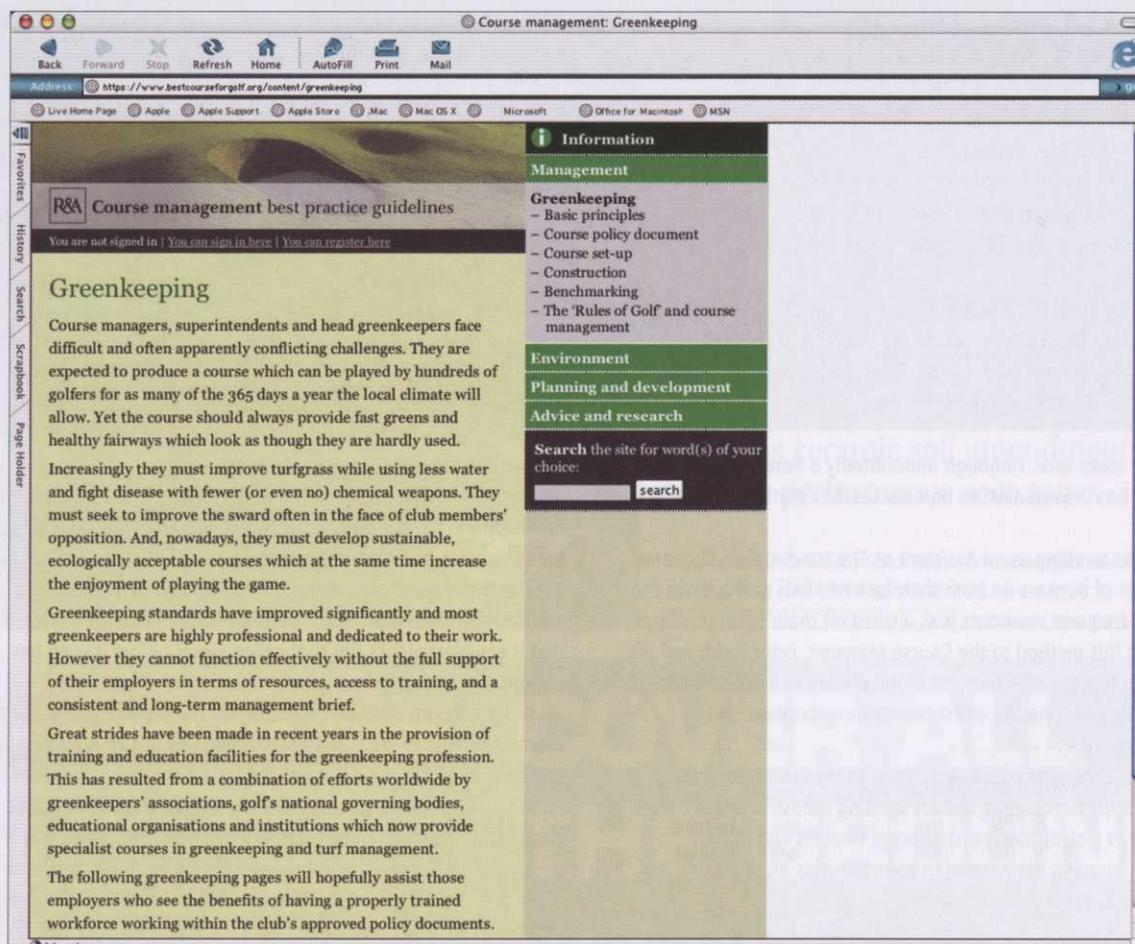 Course management: Greenkeeping
Back Forward Stop Refresh Home AutoFill Print Mail
Address: https://www.bestcourseforgolf.org/content/greenkeeping
Live Home Page Apple Apple Support Apple Store .Mac Mac OS X Microsoft Office for Macintosh MSN
Favorites
History
Search
Scrapbook
Page Holder
R&A Course management best practice guidelines
You are not signed in | You can sign in here | You can register here
Greenkeeping
Course managers, superintendents and head greenkeepers face
difficult and often apparently conflicting challenges. They are
expected to produce a course which can be played by hundreds of
golfers for as many of the 365 days a year the local climate will
allow. Yet the course should always provide fast greens and
healthy fairways which look as though they are hardly used.
Increasingly they must improve turfgrass while using less water
and fight disease with fewer (or even no) chemical weapons. They
must seek to improve the sward often in the face of club members'
opposition. And, nowadays, they must develop sustainable,
ecologically acceptable courses which at the same time increase
the enjoyment of playing the game.
Greenkeeping standards have improved significantly and most
greenkeepers are highly professional and dedicated to their work.
However they cannot function effectively without the full support
of their employers in terms of resources, access to training, and a
consistent and long-term management brief.
Great strides have been made in recent years in the provision of
training and education facilities for the greenkeeping profession.
This has resulted from a combination of efforts worldwide by
greenkeepers' associations, golf's national governing bodies,
educational organisations and institutions which now provide
specialist courses in greenkeeping and turf management.
The following greenkeeping pages will hopefully assist those
employers who see the benefits of having a properly trained
workforce working within the club's approved policy documents.
i Information
Management
Greenkeeping
– Basic principles
– Course policy document
– Course set-up
– Construction
– Benchmarking
– The 'Rules of Golf' and course
management
Environment
Planning and development
Advice and research
Search the site for word(s) of your
choice:
search